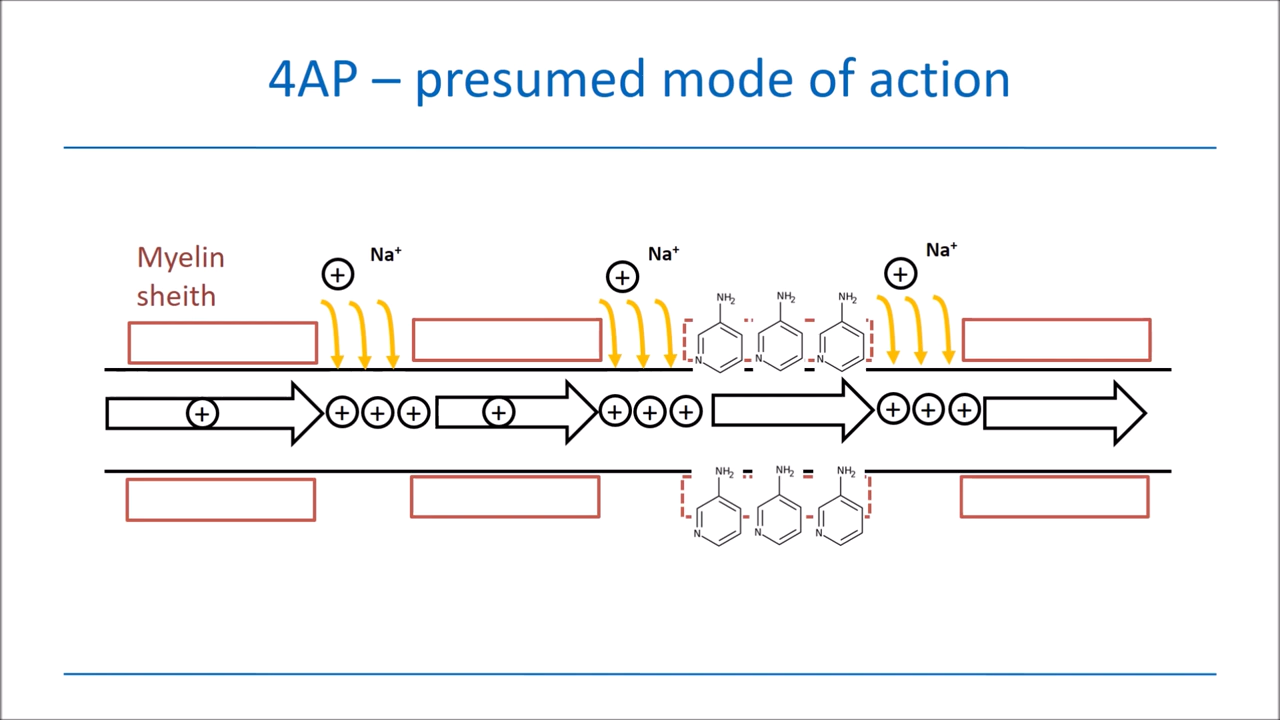 4AP – presumed mode of action
Myelin
sheith
Na⁺
Na⁺
Na⁺
+
+
+
NH₂
NH₂
NH₂
N
N
N
+
+
+
+
+
+
+
+
+
+
+
NH₂
NH₂
NH₂
N
N
N